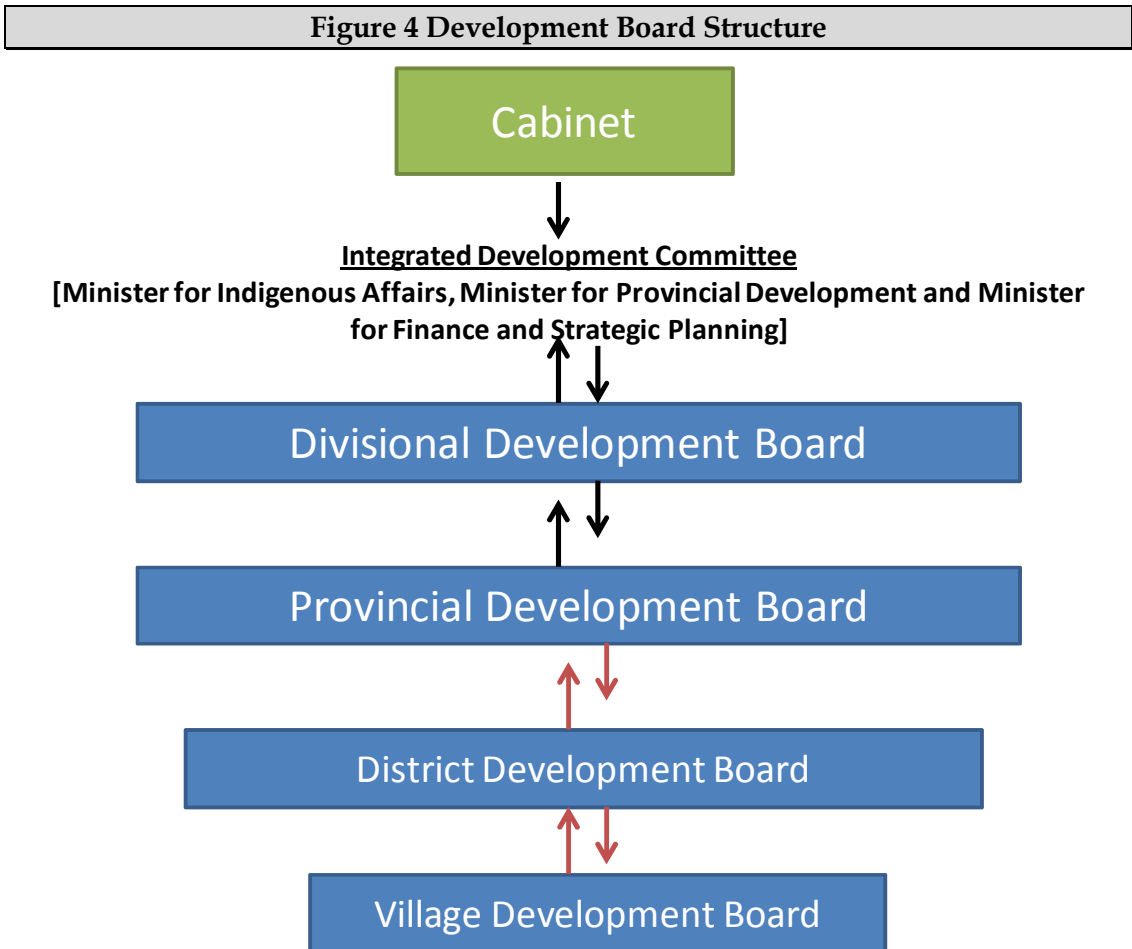 Figure 4 Development Board Structure
Cabinet
Integrated Development Committee
[Minister for Indigenous Affairs, Minister for Provincial Development and Minister
for Finance and Strategic Planning]
Divisional Development Board
Provincial Development Board
District Development Board
Village Development Board